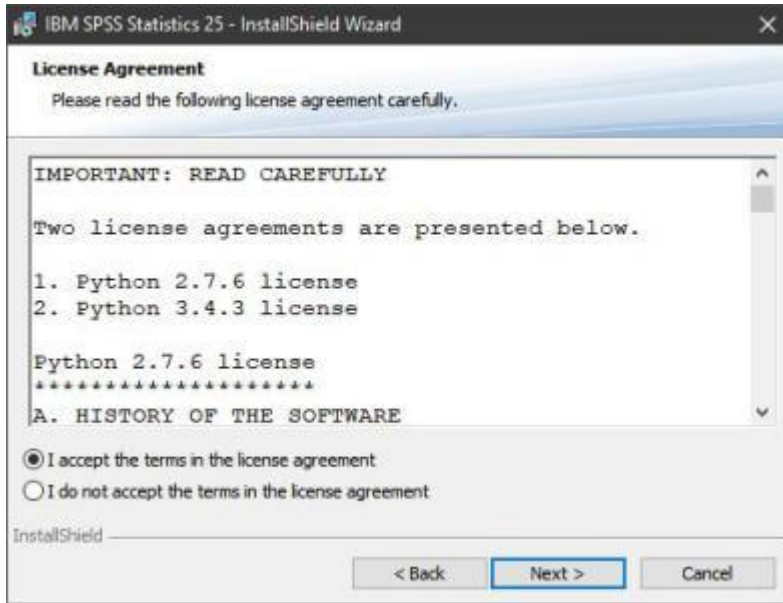 IBM SPSS Statistics 25 - InstallShield Wizard
License Agreement
Please read the following license agreement carefully.
IMPORTANT: READ CAREFULLY
Two license agreements are presented below.
1. Python 2.7.6 license
2. Python 3.4.3 license
Python 2.7.6 license
*********************
A. HISTORY OF THE SOFTWARE
I accept the terms in the license agreement
I do not accept the terms in the license agreement
InstallShield
< Back Next > Cancel